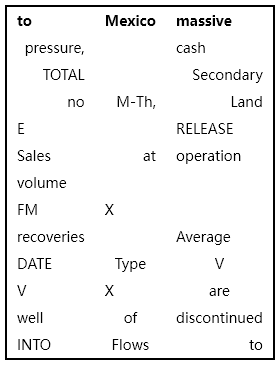 to Mexico massive
pressure, cash
TOTAL Secondary
no M-Th, Land
E RELEASE
Sales at operation
volume
FM X
recoveries Average
DATE Type V
V X are
well of discontinued
INTO Flows to